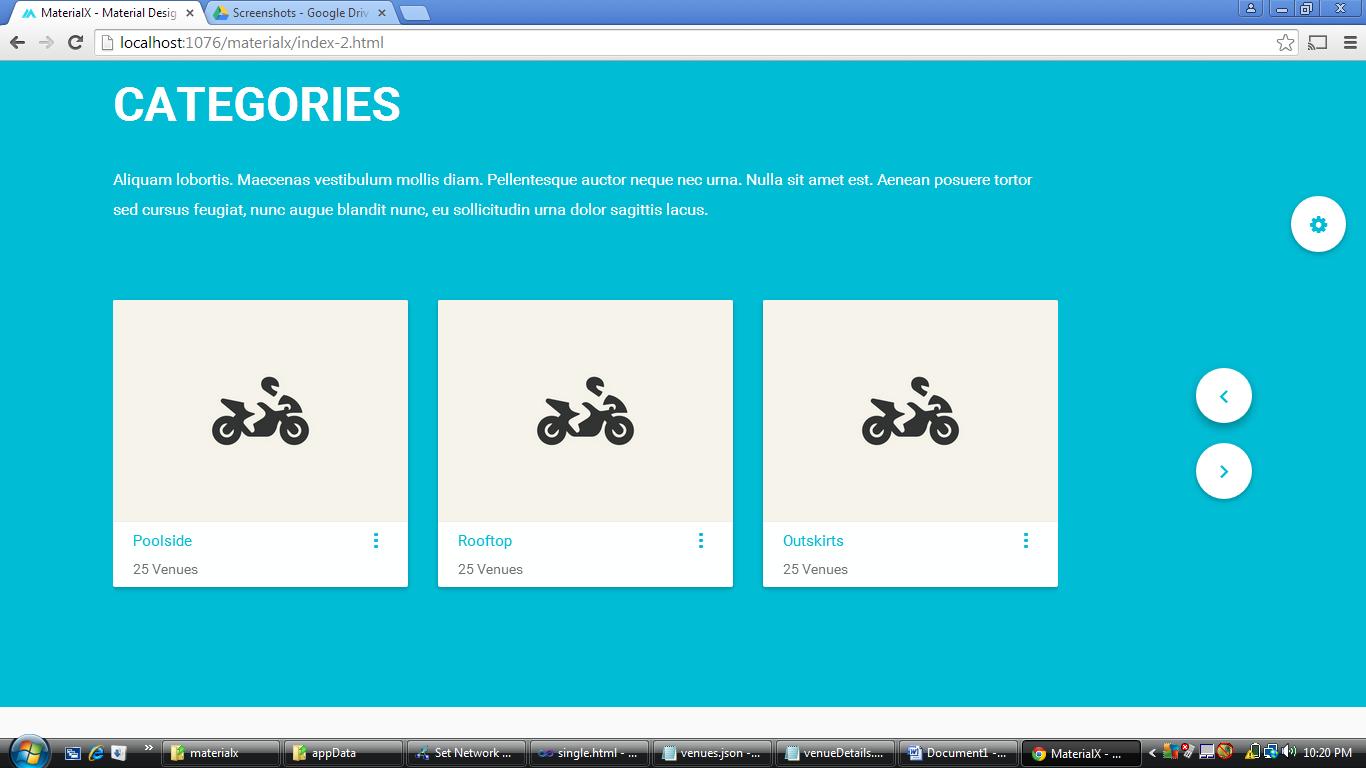 MaterialX - Material Desig
Screenshots - Google Driv
localhost:1076/materialx/index-2.html
CATEGORIES
Aliquam lobortis. Maecenas vestibulum mollis diam. Pellentesque auctor neque nec urna. Nulla sit amet est. Aenean posuere tortor
sed cursus feugiat, nunc augue blandit nunc, eu sollicitudin urna dolor sagittis lacus.
Poolside
25 Venues
Rooftop
25 Venues
Outskirts
25 Venues
materialx
appData
Set Network ...
single.html - ...
venues.json -...
venueDetails....
Document1 -...
MaterialX - ...
10:20 PM